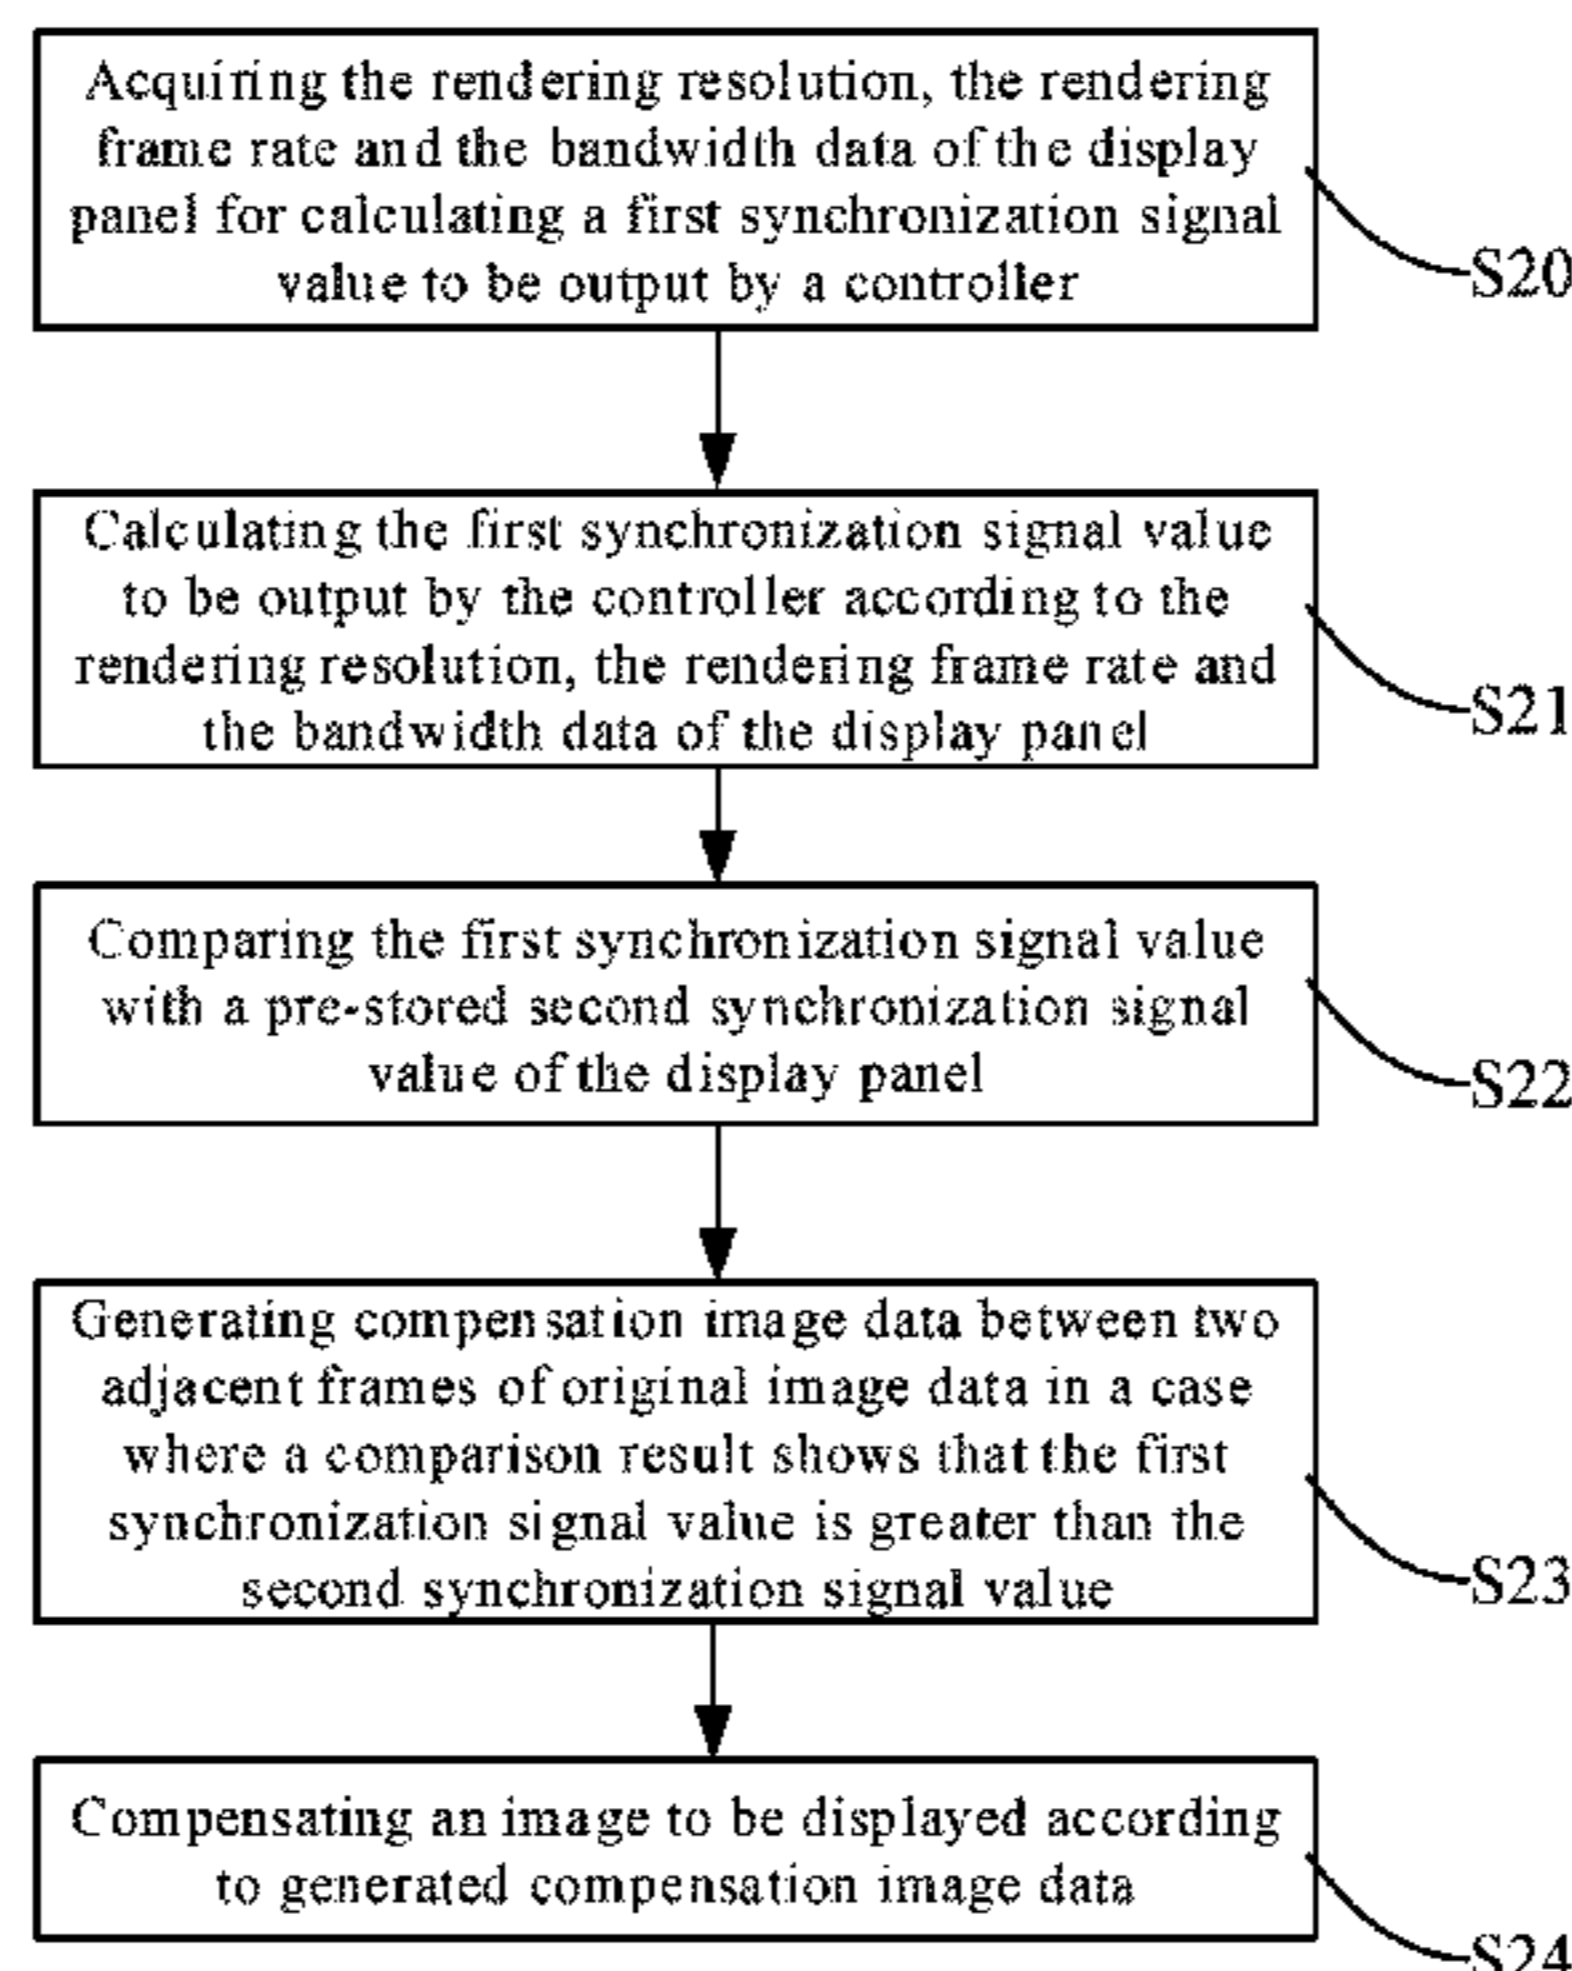 Acquiring the rendering resolution, the rendering
frame rate and the bandwidth data of the display
panel for calculating a first synchronization signal
value to be output by a controller
S20
Calculating the first synchronization signal value
to be output by the controller according to the
rendering resolution, the rendering frame rate and
the bandwidth data of the display panel
S21
Comparing the first synchronization signal value
with a pre-stored second synchronization signal
value of the display panel
S22
Generating compensation image data between two
adjacent frames of original image data in a case
where a comparison result shows that the first
synchronization signal value is greater than the
second synchronization signal value
S23
Compensating an image to be displayed according
to generated compensation image data
S24